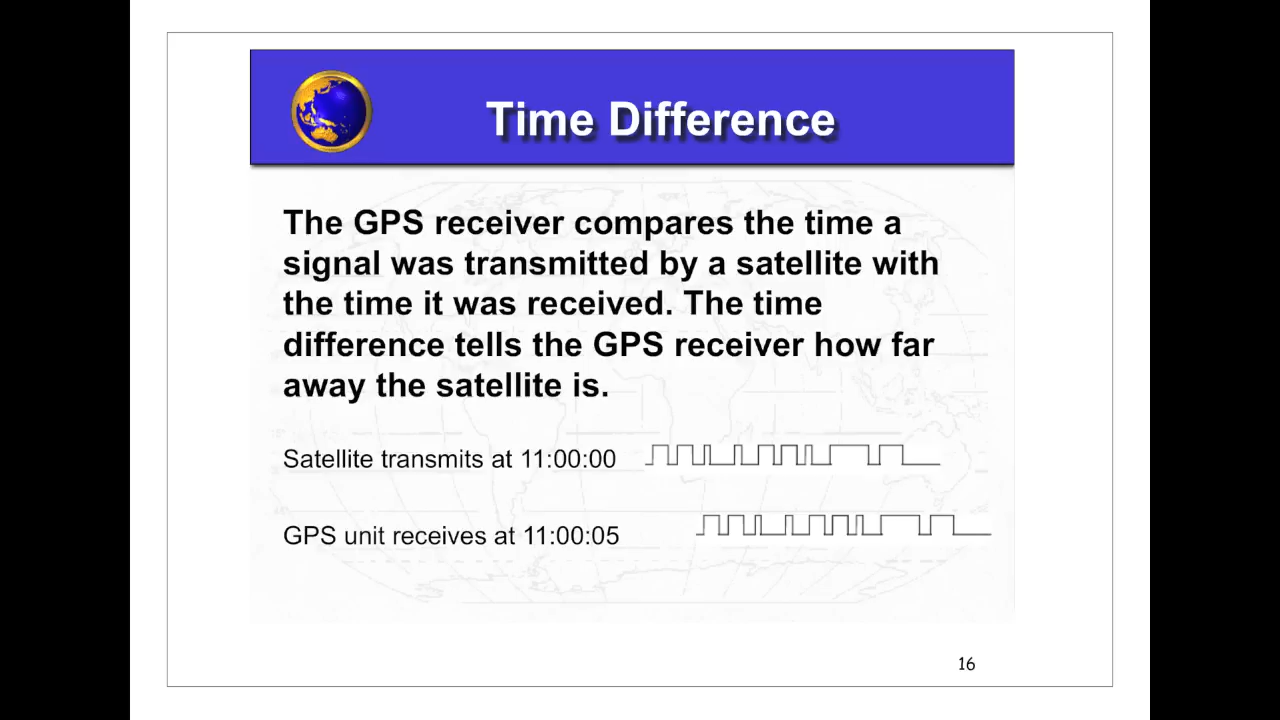 Time Difference
The GPS receiver compares the time a
signal was transmitted by a satellite with
the time it was received. The time
difference tells the GPS receiver how far
away the satellite is.
Satellite transmits at 11:00:00
GPS unit receives at 11:00:05
16